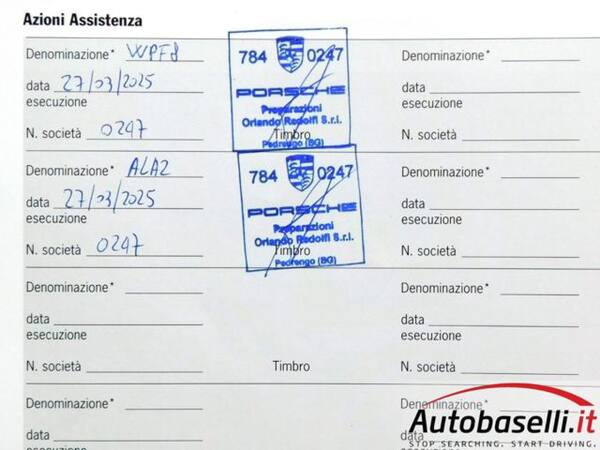 Azioni Assistenza
Denominazione* WPF8
data 27/03/2025
esecuzione
N. società 0247
784 0247
PORSCHE
Preparazioni
Orlando Redolfi S.r.l.
Timbro
Pedrengo (BG)
Denominazione*
data
esecuzione
N. società
Denominazione* ALA2
data 27/03/2025
esecuzione
N. società 0247
784 0247
PORSCHE
Preparazioni
Orlando Redolfi S.r.l.
Timbro
Pedrengo (BG)
Denominazione*
data
esecuzione
N. società
Denominazione*
data
esecuzione
N. società
Timbro
Denominazione*
data
esecuzione
N. società
Denominazione*
data
esecuzione
Denominazione*
data
Autobaselli.it
STOP SEARCHING. START DRIVING.